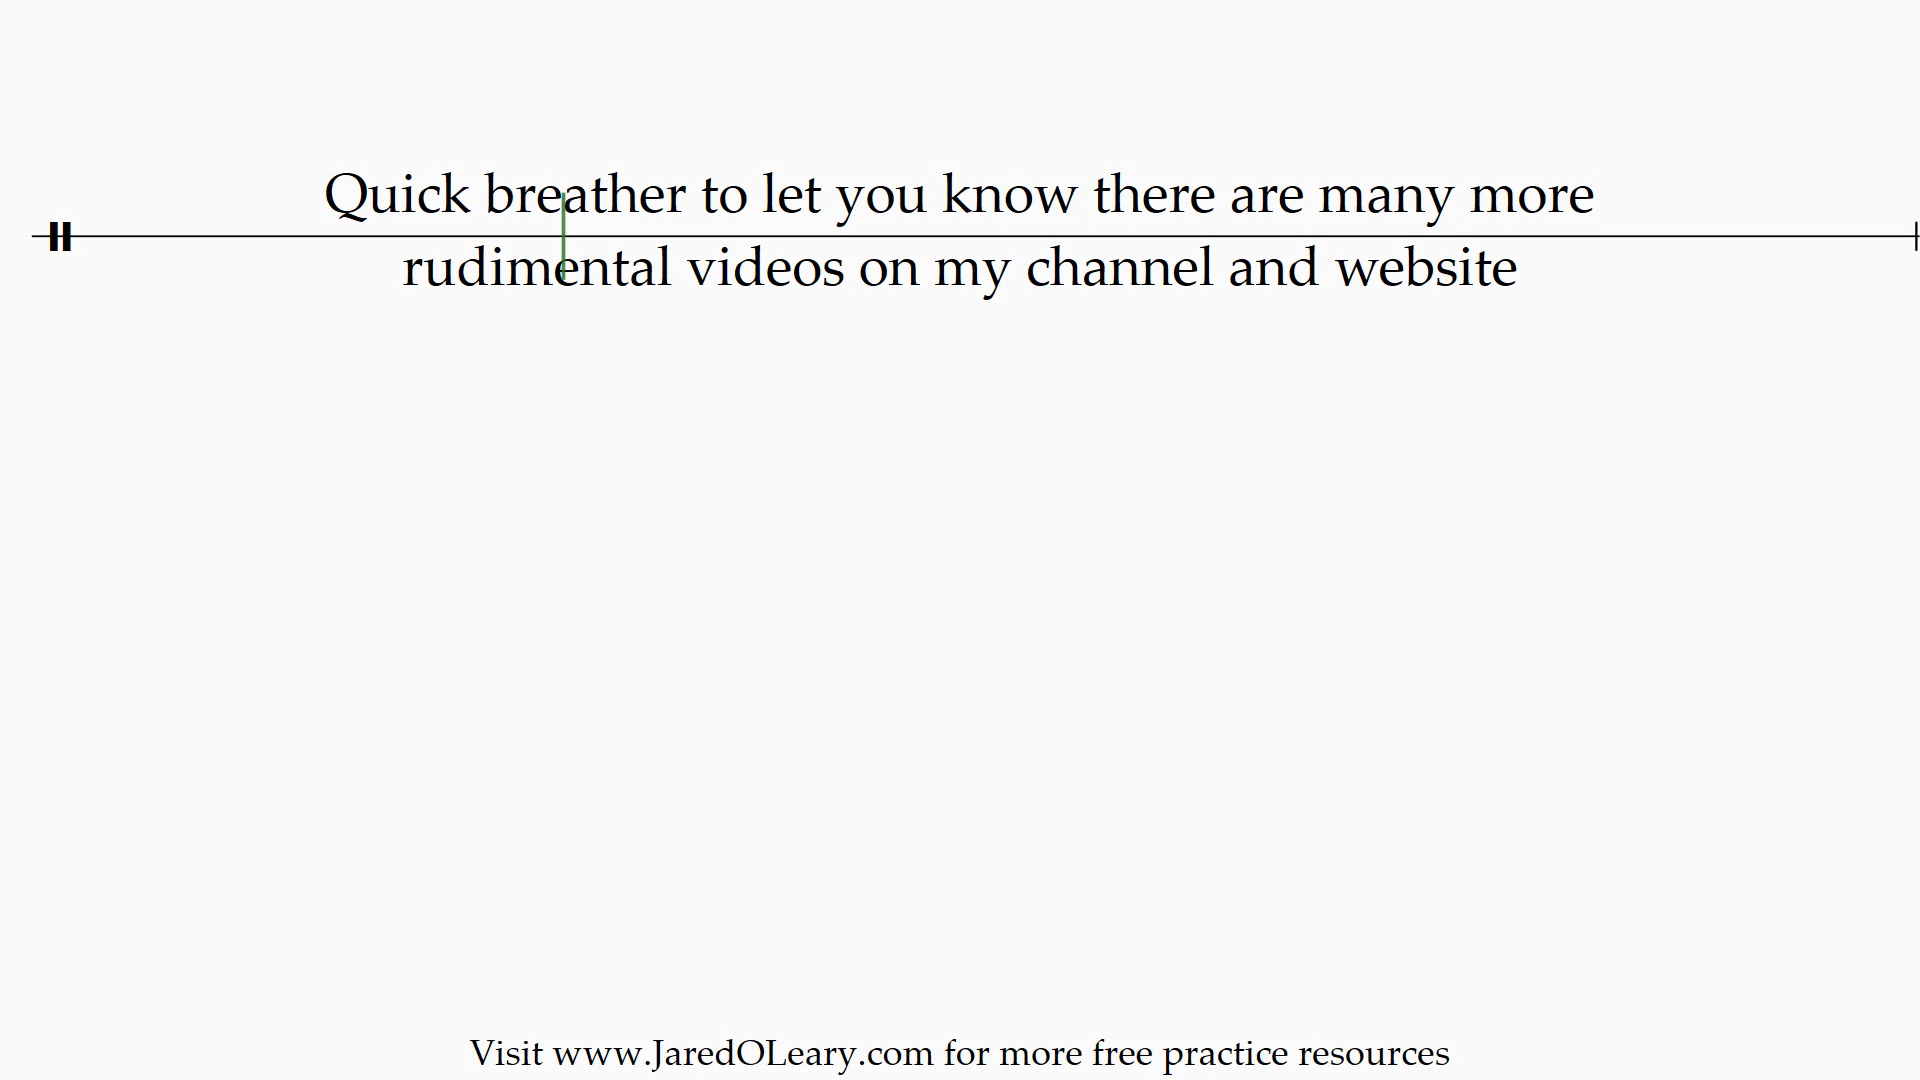 Quick breather to let you know there are many more
rudimental videos on my channel and website
Visit www.JaredOLeary.com for more free practice resources